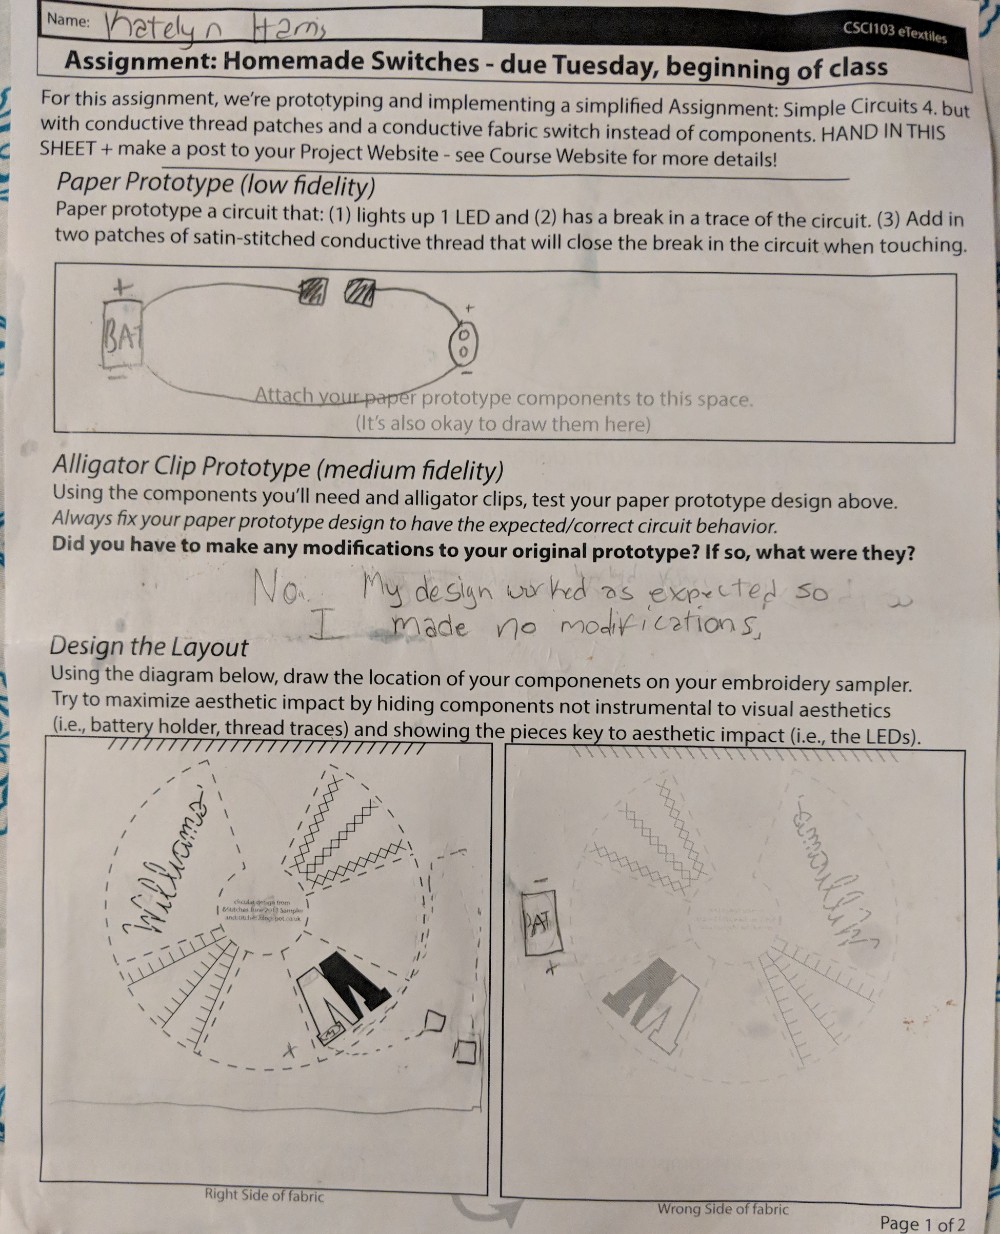 Name: Katelyn Harris
CSCI103 eTextiles
Assignment: Homemade Switches - due Tuesday, beginning of class
For this assignment, we're prototyping and implementing a simplified Assignment: Simple Circuits 4. but
with conductive thread patches and a conductive fabric switch instead of components. HAND IN THIS
SHEET + make a post to your Project Website - see Course Website for more details!
Paper Prototype (low fidelity)
Paper prototype a circuit that: (1) lights up 1 LED and (2) has a break in a trace of the circuit. (3) Add in
two patches of satin-stitched conductive thread that will close the break in the circuit when touching.
+
+
BAT
-
-
Attach your paper prototype components to this space.
(It's also okay to draw them here)
Alligator Clip Prototype (medium fidelity)
Using the components you'll need and alligator clips, test your paper prototype design above.
Always fix your paper prototype design to have the expected/correct circuit behavior.
Did you have to make any modifications to your original prototype? If so, what were they?
No. My design worked as expected so
I made no modifications.
Design the Layout
Using the diagram below, draw the location of your componenets on your embroidery sampler.
Try to maximize aesthetic impact by hiding components not instrumental to visual aesthetics
(i.e., battery holder, thread traces) and showing the pieces key to aesthetic impact (i.e., the LEDs).
Williams
W
+
Right Side of fabric
Williams
-
BAT
+
W
Wrong Side of fabric
Page 1 of 2